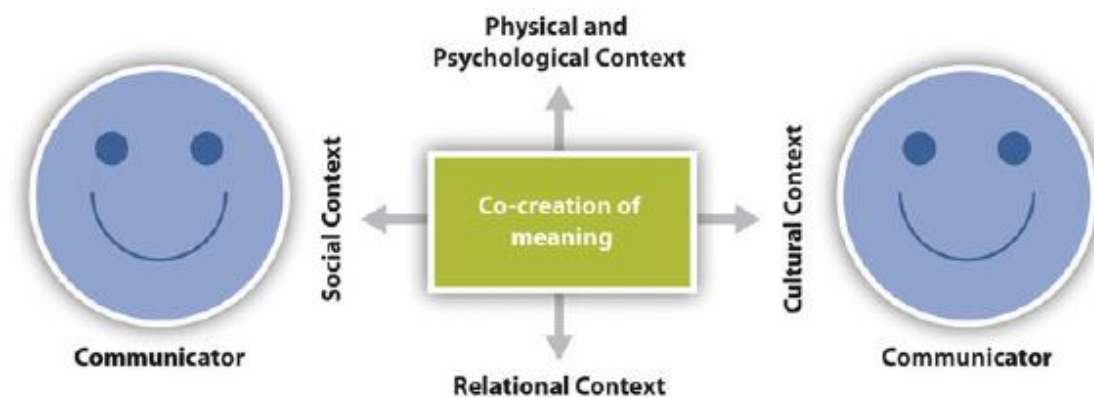 Physical and
Psychological Context
Social Context
Co-creation of
meaning
Cultural Context
Communicator
Communicator
Relational Context